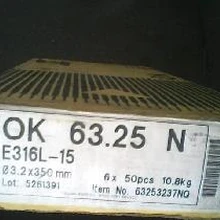 OK 63.25 N
E316L-15
Ø3.2x350 mm
6x 50pcs 10.8kg
Lot. 5261391
Item No. 63253237NO